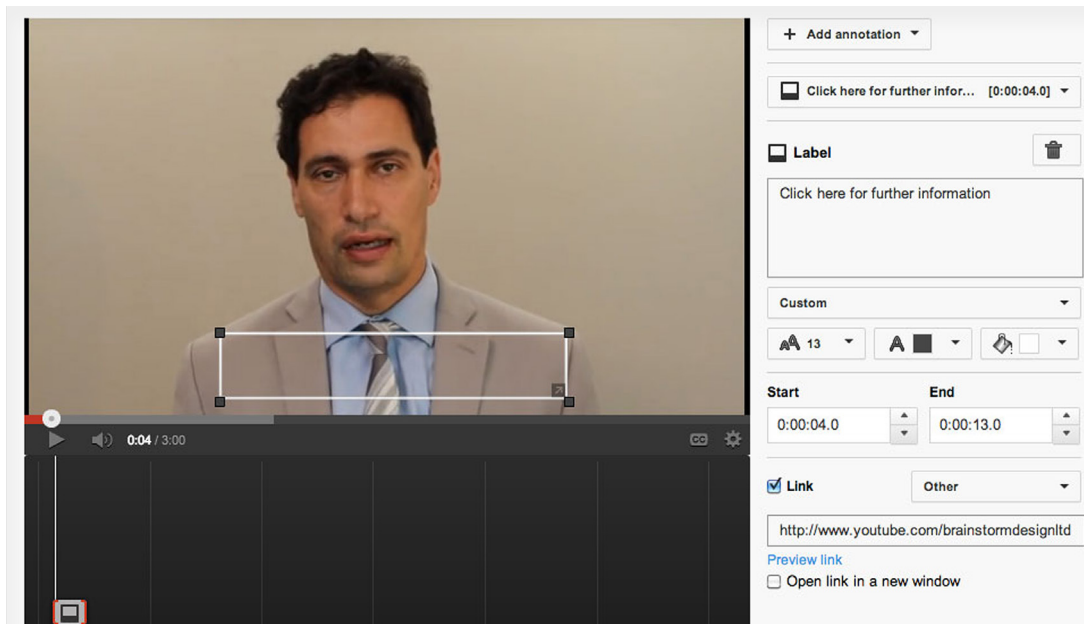 + Add annotation
Click here for further infor... [0:00:04.0]
Label
Click here for further information
Custom
AA 13 A
Start End
0:00:04.0 0:00:13.0
0:04 / 3:00 CC
Link Other
http://www.youtube.com/brainstormdesignltd
Preview link
Open link in a new window